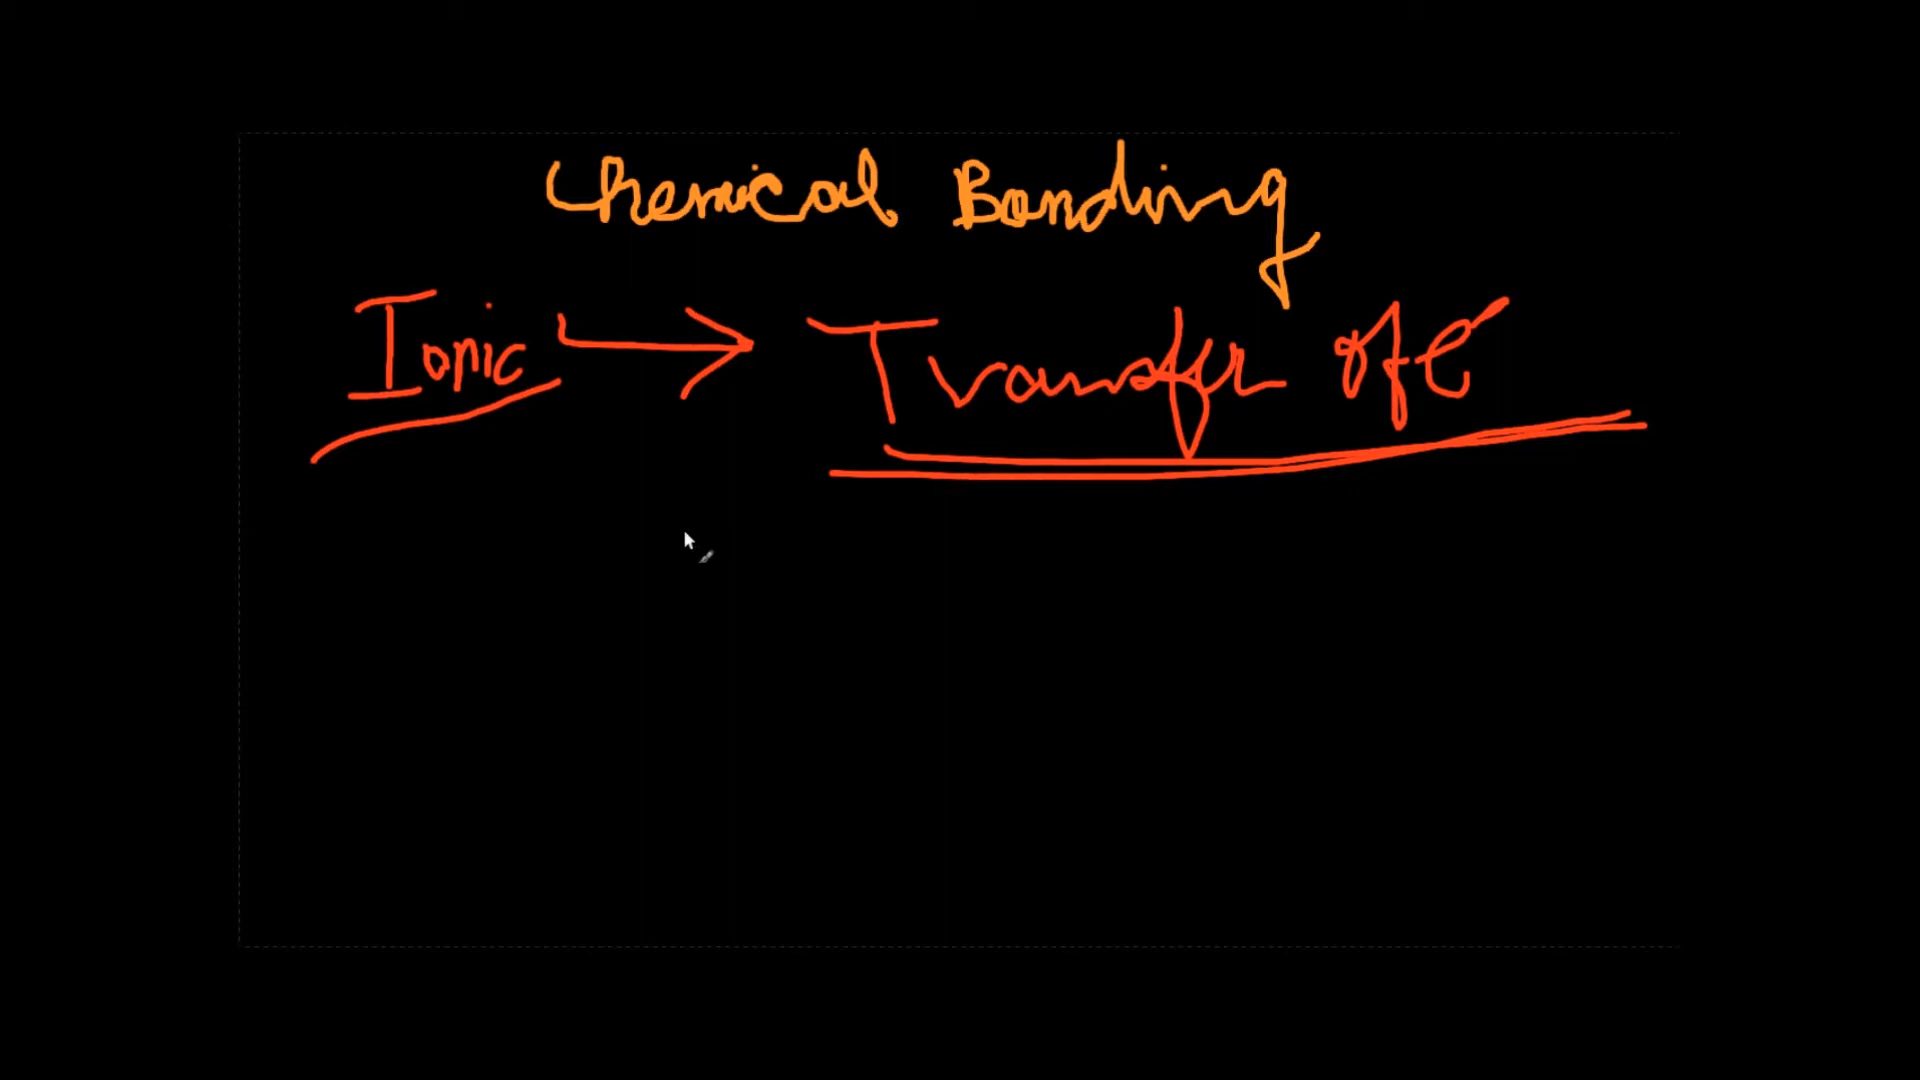 Chemical Bonding
Ionic → Transfer of e⁻